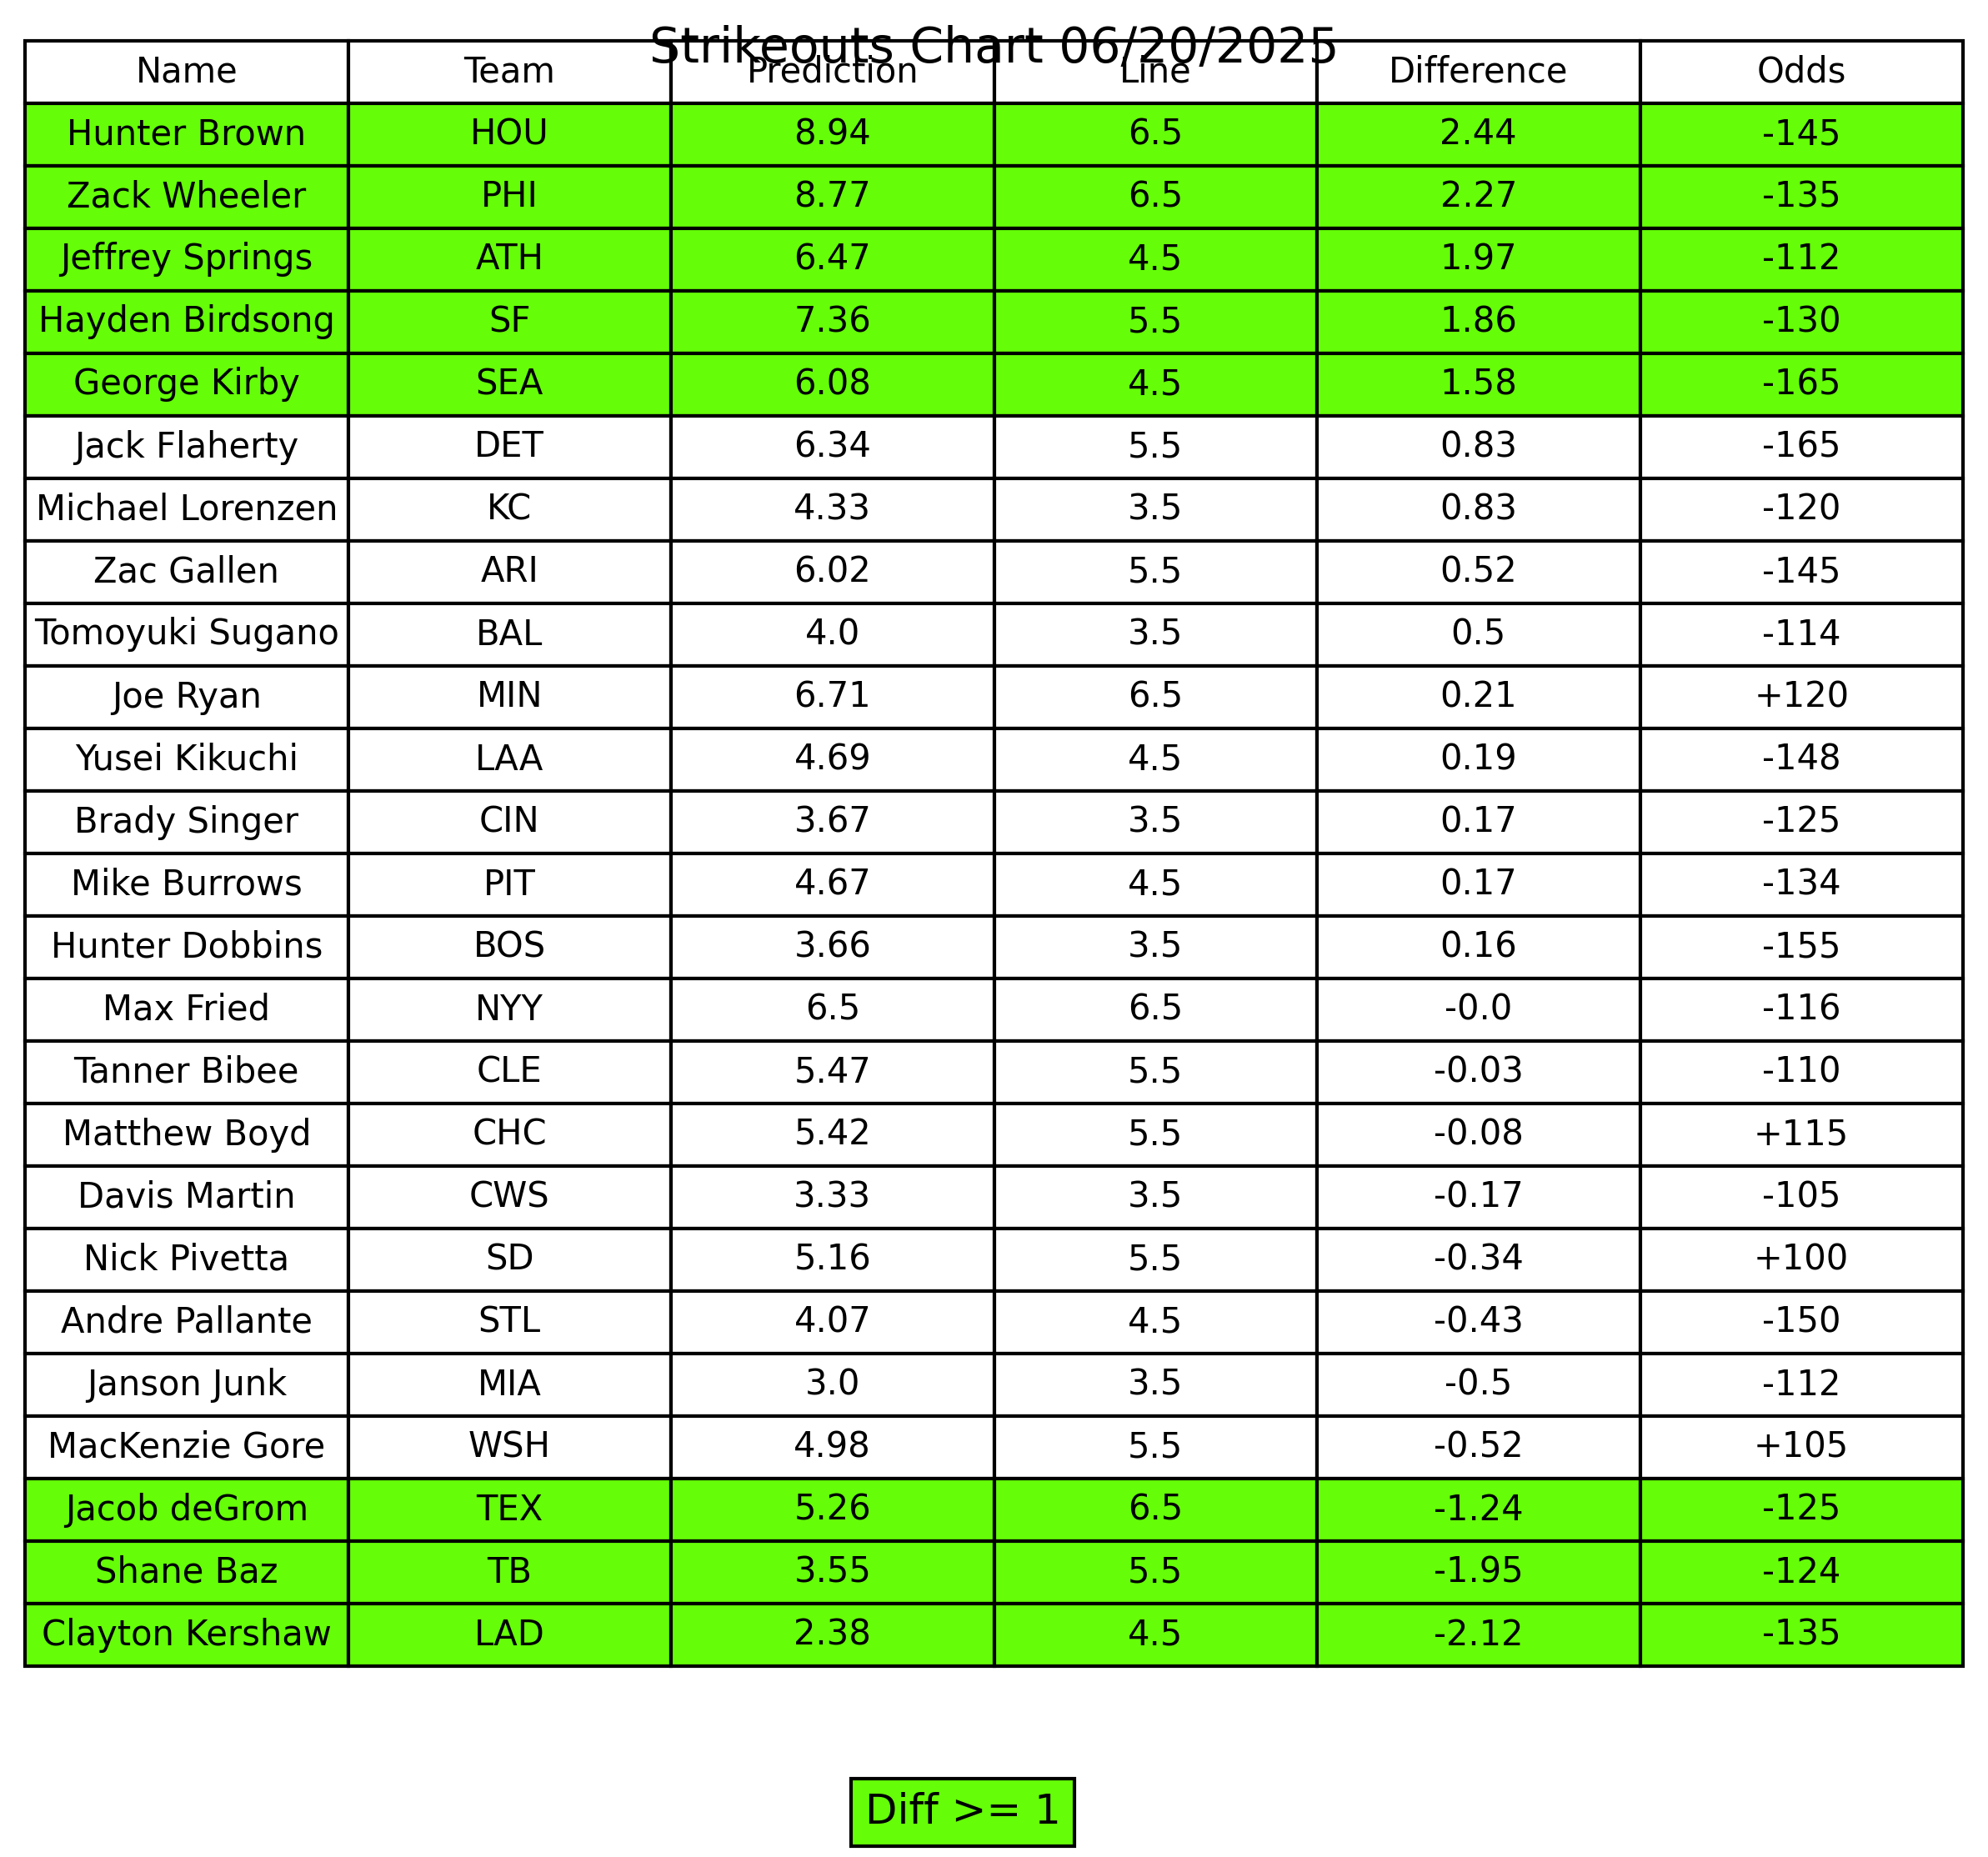 Strikeouts Chart 06/20/2025
Name Team Prediction Line Difference Odds
Hunter Brown HOU 8.94 6.5 2.44 -145
Zack Wheeler PHI 8.77 6.5 2.27 -135
Jeffrey Springs ATH 6.47 4.5 1.97 -112
Hayden Birdsong SF 7.36 5.5 1.86 -130
George Kirby SEA 6.08 4.5 1.58 -165
Jack Flaherty DET 6.34 5.5 0.83 -165
Michael Lorenzen KC 4.33 3.5 0.83 -120
Zac Gallen ARI 6.02 5.5 0.52 -145
Tomoyuki Sugano BAL 4.0 3.5 0.5 -114
Joe Ryan MIN 6.71 6.5 0.21 +120
Yusei Kikuchi LAA 4.69 4.5 0.19 -148
Brady Singer CIN 3.67 3.5 0.17 -125
Mike Burrows PIT 4.67 4.5 0.17 -134
Hunter Dobbins BOS 3.66 3.5 0.16 -155
Max Fried NYY 6.5 6.5 -0.0 -116
Tanner Bibee CLE 5.47 5.5 -0.03 -110
Matthew Boyd CHC 5.42 5.5 -0.08 +115
Davis Martin CWS 3.33 3.5 -0.17 -105
Nick Pivetta SD 5.16 5.5 -0.34 +100
Andre Pallante STL 4.07 4.5 -0.43 -150
Janson Junk MIA 3.0 3.5 -0.5 -112
MacKenzie Gore WSH 4.98 5.5 -0.52 +105
Jacob deGrom TEX 5.26 6.5 -1.24 -125
Shane Baz TB 3.55 5.5 -1.95 -124
Clayton Kershaw LAD 2.38 4.5 -2.12 -135
Diff >= 1